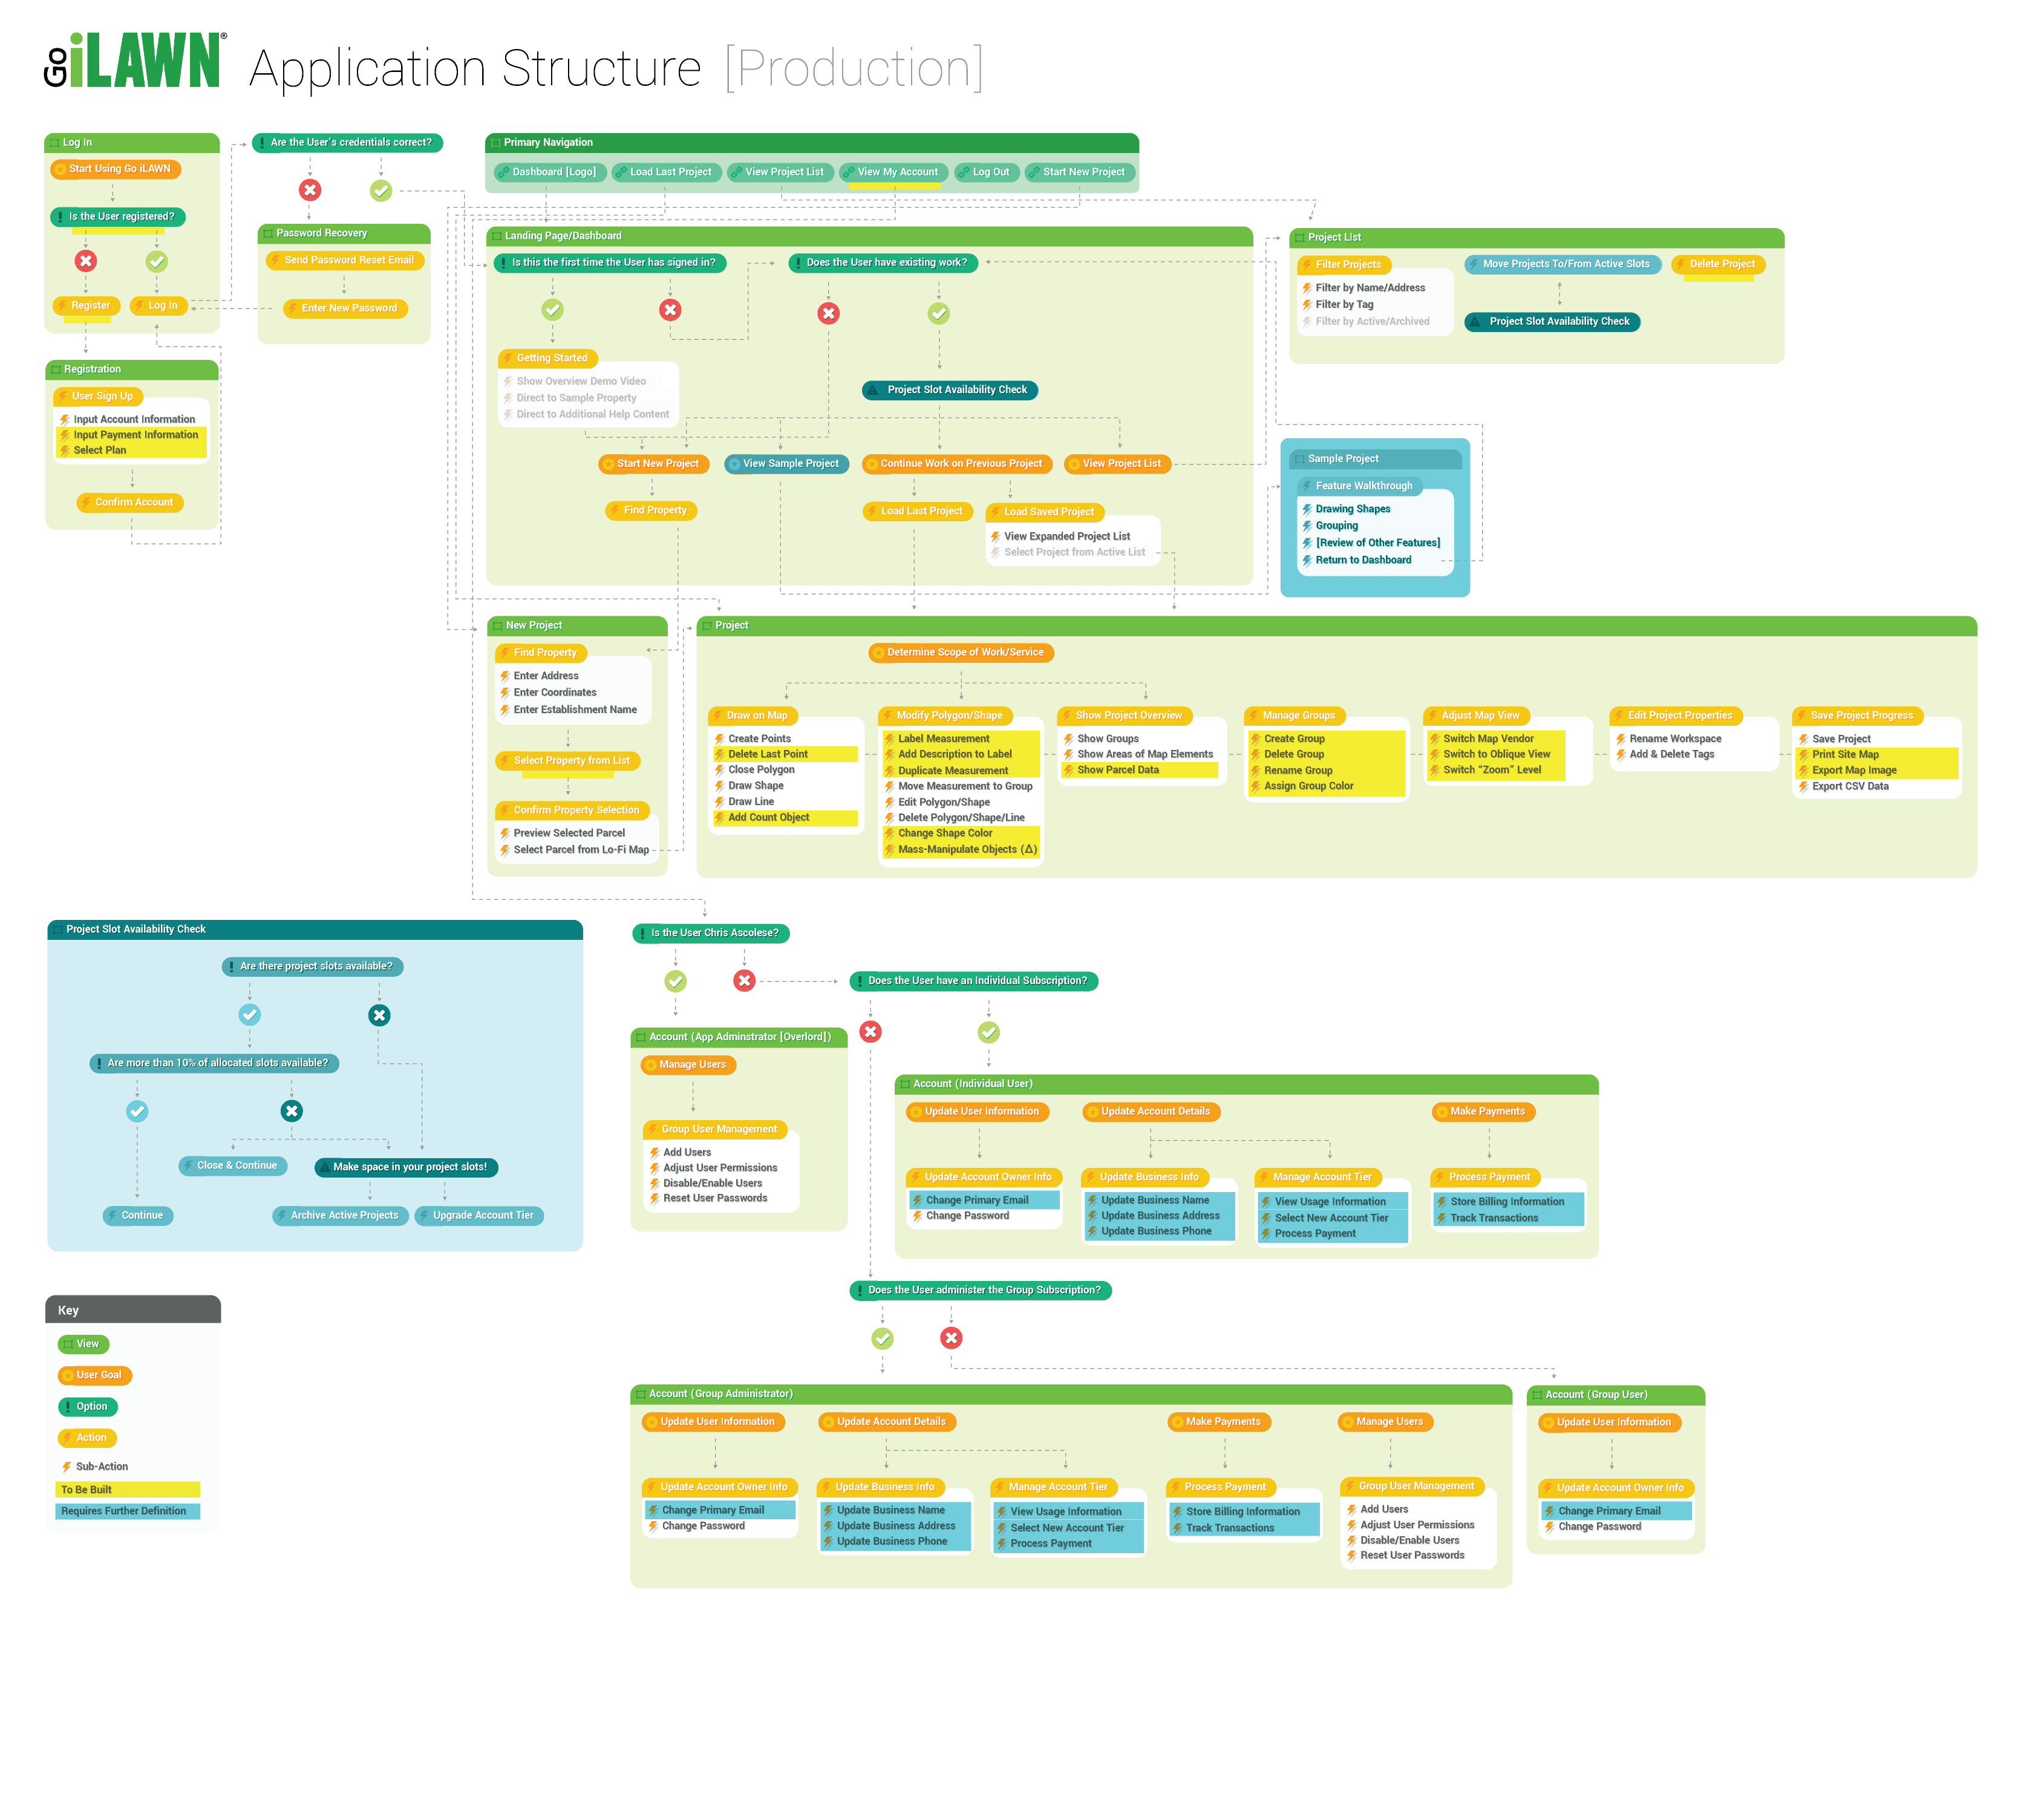 Go iLAWN® Application Structure [Production]
Log In
Start Using Go iLAWN
Is the User registered?
Register
Log In
Registration
User Sign Up
Input Account Information
Input Payment Information
Select Plan
Confirm Account
Are the User's credentials correct?
Password Recovery
Send Password Reset Email
Enter New Password
Primary Navigation
Dashboard [Logo]
Load Last Project
View Project List
View My Account
Log Out
Start New Project
Landing Page/Dashboard
Is this the first time the User has signed in?
Does the User have existing work?
Getting Started
Show Overview Demo Video
Direct to Sample Property
Direct to Additional Help Content
Project Slot Availability Check
Start New Project
View Sample Project
Continue Work on Previous Project
View Project List
Find Property
Load Last Project
Load Saved Project
View Expanded Project List
Select Project from Active List
Project List
Filter Projects
Filter by Name/Address
Filter by Tag
Filter by Active/Archived
Move Projects To/From Active Slots
Project Slot Availability Check
Delete Project
Sample Project
Feature Walkthrough
Drawing Shapes
Grouping
[Review of Other Features]
Return to Dashboard
New Project
Find Property
Enter Address
Enter Coordinates
Enter Establishment Name
Select Property from List
Confirm Property Selection
Preview Selected Parcel
Select Parcel from Lo-Fi Map
Project
Determine Scope of Work/Service
Draw on Map
Create Points
Delete Last Point
Close Polygon
Draw Shape
Draw Line
Add Count Object
Modify Polygon/Shape
Label Measurement
Add Description to Label
Duplicate Measurement
Move Measurement to Group
Edit Polygon/Shape
Delete Polygon/Shape/Line
Change Shape Color
Mass-Manipulate Objects (Δ)
Show Project Overview
Show Groups
Show Areas of Map Elements
Show Parcel Data
Manage Groups
Create Group
Delete Group
Rename Group
Assign Group Color
Adjust Map View
Switch Map Vendor
Switch to Oblique View
Switch "Zoom" Level
Edit Project Properties
Rename Workspace
Add & Delete Tags
Save Project Progress
Save Project
Print Site Map
Export Map Image
Export CSV Data
Project Slot Availability Check
Are there project slots available?
Are more than 10% of allocated slots available?
Close & Continue
Make space in your project slots!
Continue
Archive Active Projects
Upgrade Account Tier
Is the User Chris Ascolese?
Does the User have an Individual Subscription?
Account (App Adminstrator [Overlord])
Manage Users
Group User Management
Add Users
Adjust User Permissions
Disable/Enable Users
Reset User Passwords
Account (Individual User)
Update User Information
Update Account Details
Make Payments
Update Account Owner Info
Change Primary Email
Change Password
Update Business Info
Update Business Name
Update Business Address
Update Business Phone
Manage Account Tier
View Usage Information
Select New Account Tier
Process Payment
Process Payment
Store Billing Information
Track Transactions
Does the User administer the Group Subscription?
Key
View
User Goal
Option
Action
Sub-Action
To Be Built
Requires Further Definition
Account (Group Administrator)
Update User Information
Update Account Details
Make Payments
Manage Users
Update Account Owner Info
Change Primary Email
Change Password
Update Business Info
Update Business Name
Update Business Address
Update Business Phone
Manage Account Tier
View Usage Information
Select New Account Tier
Process Payment
Process Payment
Store Billing Information
Track Transactions
Group User Management
Add Users
Adjust User Permissions
Disable/Enable Users
Reset User Passwords
Account (Group User)
Update User Information
Update Account Owner Info
Change Primary Email
Change Password